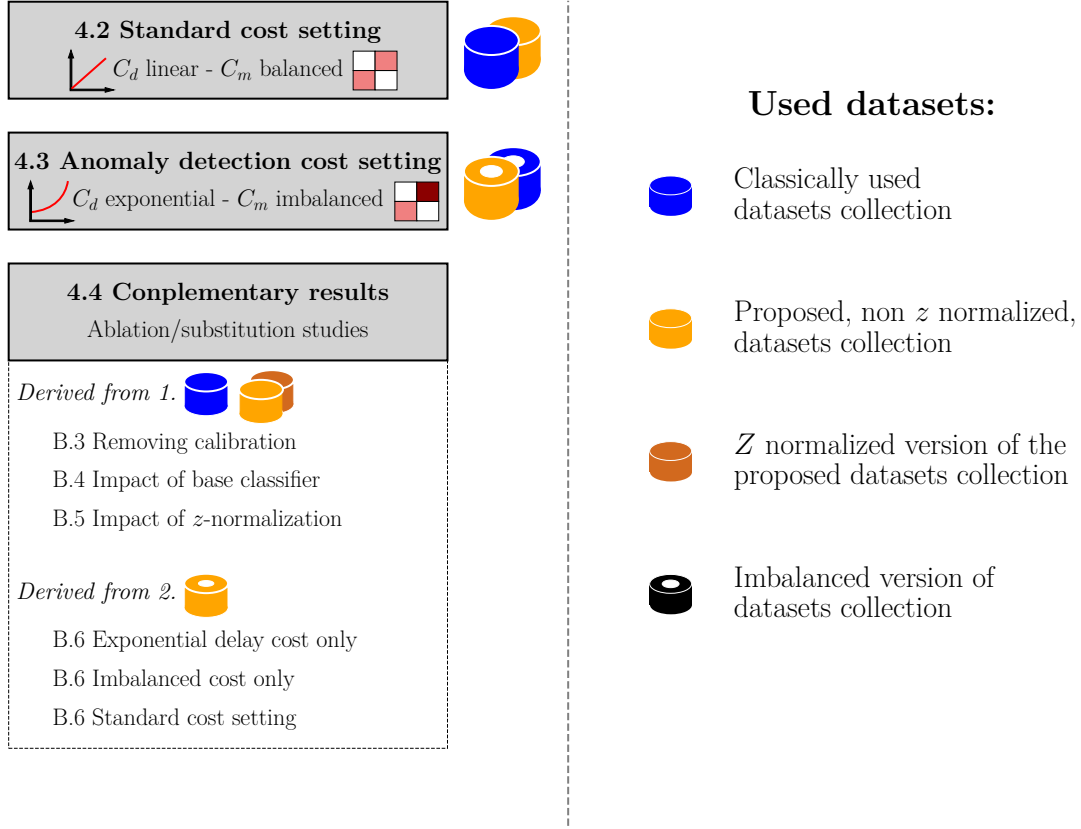 4.2 Standard cost setting
C_d linear - C_m balanced
4.3 Anomaly detection cost setting
C_d exponential - C_m imbalanced
4.4 Conplementary results
Ablation/substitution studies
Derived from 1.
B.3 Removing calibration
B.4 Impact of base classifier
B.5 Impact of z-normalization
Derived from 2.
B.6 Exponential delay cost only
B.6 Imbalanced cost only
B.6 Standard cost setting
Used datasets:
Classically used
datasets collection
Proposed, non z normalized,
datasets collection
Z normalized version of the
proposed datasets collection
Imbalanced version of
datasets collection